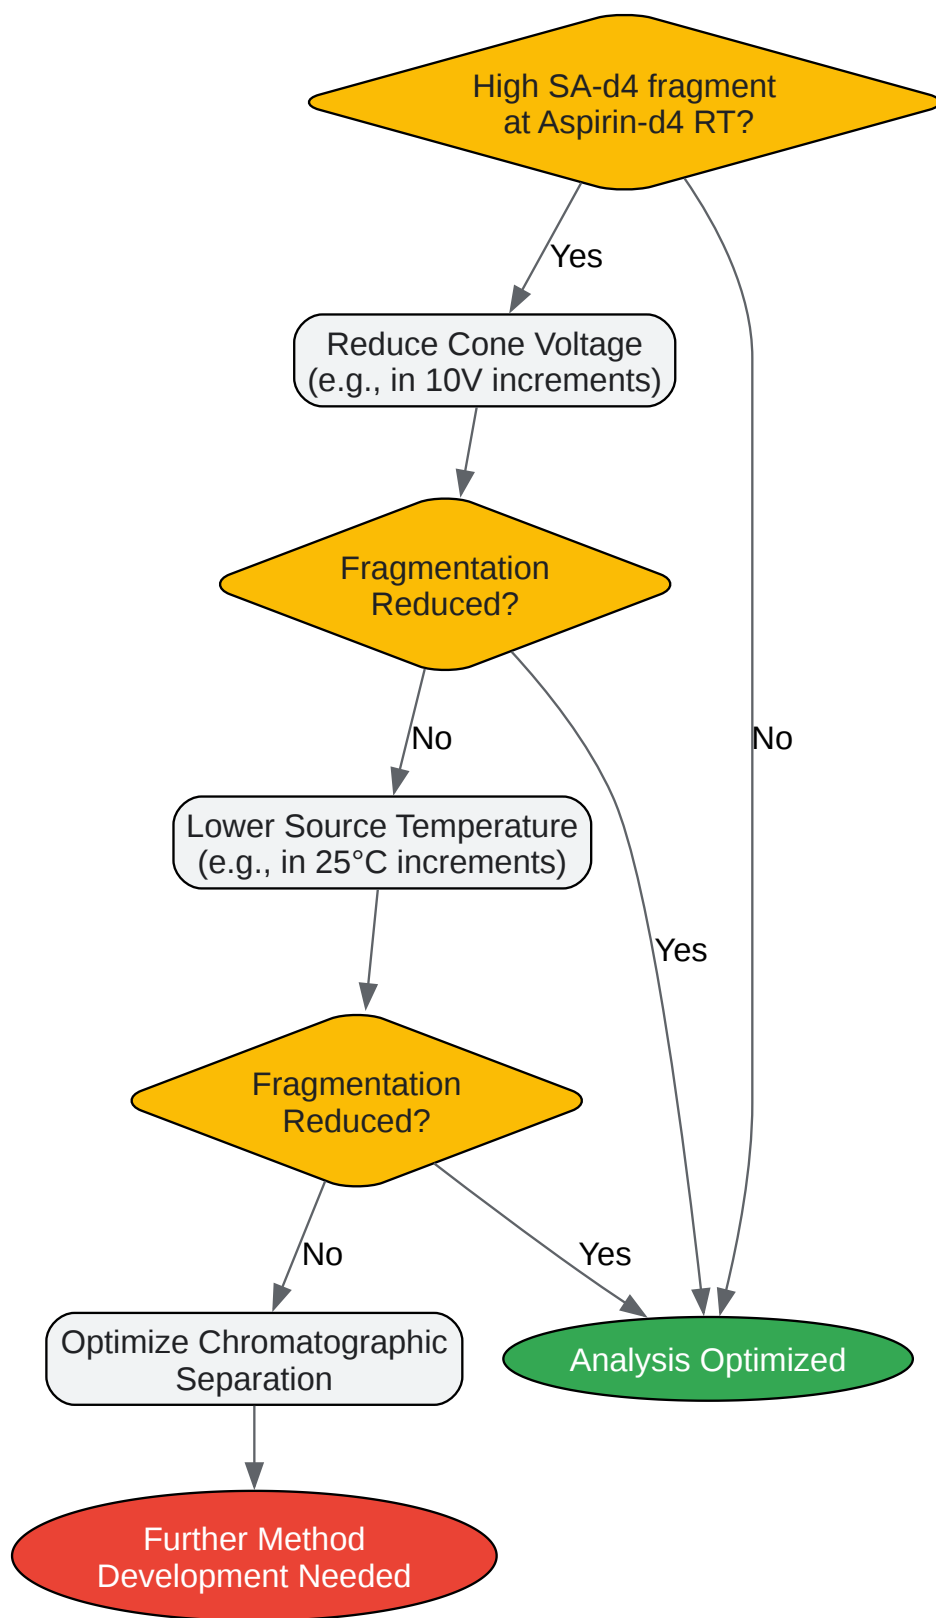 High SA-d4 fragment
at Aspirin-d4 RT?
Yes
Reduce Cone Voltage
(e.g., in 10V increments)
Fragmentation
Reduced?
No
No
Lower Source Temperature
(e.g., in 25°C increments)
Yes
Fragmentation
Reduced?
No
Yes
Optimize Chromatographic
Separation
Analysis Optimized
Further Method
Development Needed